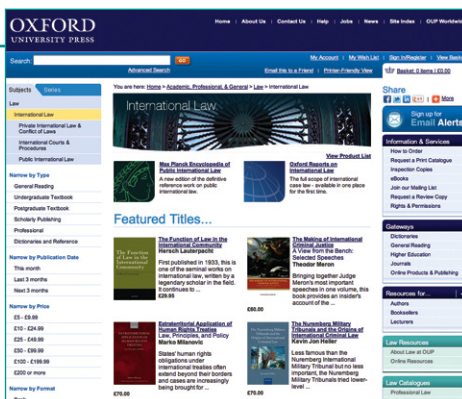 OXFORD
UNIVERSITY PRESS
Home | About Us | Contact Us | Help | Jobs | News | Site Index | OUP Worldwid
Search:
GO
Advanced Search
My Account | My Wish List | Sign In/Register | View Bask
Email this to a Friend | Printer-Friendly View
Basket: 0 items | £0.00
Subjects
Series
Law
International Law
Private International Law &
Conflict of Laws
International Courts &
Procedures
Public International Law
Narrow by Type
General Reading
Undergraduate Textbook
Postgraduate Textbook
Scholarly Publishing
Professional
Dictionaries and Reference
Narrow by Publication Date
This month
Last 3 months
Next 3 months
Narrow by Price
£5 - £9.99
£10 - £24.99
£25 - £49.99
£50 - £99.99
£100 - £199.99
£200 or more
Narrow by Format
You are here: Home > Academic, Professional, & General > Law > International Law
International Law
View Product List
Max Planck Encyclopedia of
Public International Law
A new edition of the definitive
reference work on public
international law.
Oxford Reports on
International Law
The full scope of international
case law - available in one place
for the first time.
Featured Titles...
The Function of Law in the
International Community
Hersch Lauterpacht
First published in 1933, this is
one of the seminal works on
international law, written by a
legendary scholar in the field.
It continues to ...
£29.95
The Making of International
Criminal Justice
A View from the Bench:
Selected Speeches
Theodor Meron
Bringing together Judge
Meron's most important
speeches in one volume, this
book provides an insider's
account of the ...
£60.00
Extraterritorial Application of
Human Rights Treaties
Law, Principles, and Policy
Marko Milanovic
States' human rights
obligations under
international treaties often
extend beyond their borders
and cases are increasingly
being brought for ...
£70.00
The Nuremberg Military
Tribunals and the Origins of
International Criminal Law
Kevin Jon Heller
Less famous than the
Nuremberg International
Military Tribunal but no less
important, the Nuremberg
Military Tribunals tried lower-
level ...
£70.00
Share
More
Sign up for
Email Alerts
Information & Services
How to Order
Request a Print Catalogue
Inspection Copies
eBooks
Join our Mailing List
Request a Review Copy
Rights & Permissions
Gateways
Dictionaries
General Reading
Higher Education
Journals
Online Products & Publishing
Resources for...
Authors
Booksellers
Lecturers
Law Resources
About Law at OUP
Online Resources
Law Catalogues
Professional Law